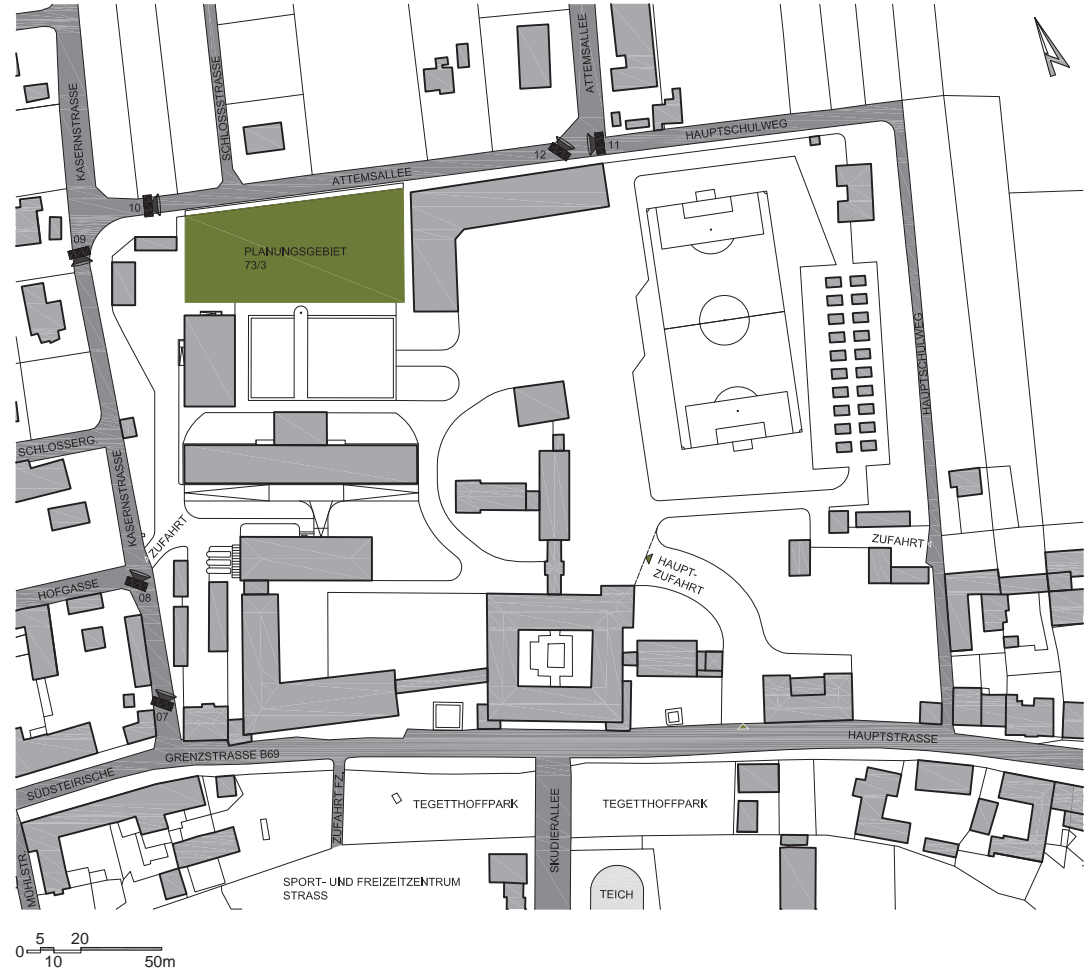 ATTEMSALLEE
KASERNSTRASSE
SCHLOSSSTRASSE
HAUPTSCHULWEG
11
12
ATTEMSALLEE
10
09
PLANUNGSGEBIET
73/3
HAUPTSCHULWEG
SCHLOSSERG.
KASERNSTRASSE
ZUFAHRT
ZUFAHRT
HAUPT-
ZUFAHRT
HOFGASSE
08
07
HAUPTSTRASSE
GRENZSTRASSE B69
SÜDSTEIRISCHE
ZUFAHRT FZ.
TEGETTHOFFPARK
TEGETTHOFFPARK
SKUDIERALLEE
MÜHLSTR.
SPORT- UND FREIZEITZENTRUM
STRASS
TEICH
5 20
0
10 50m